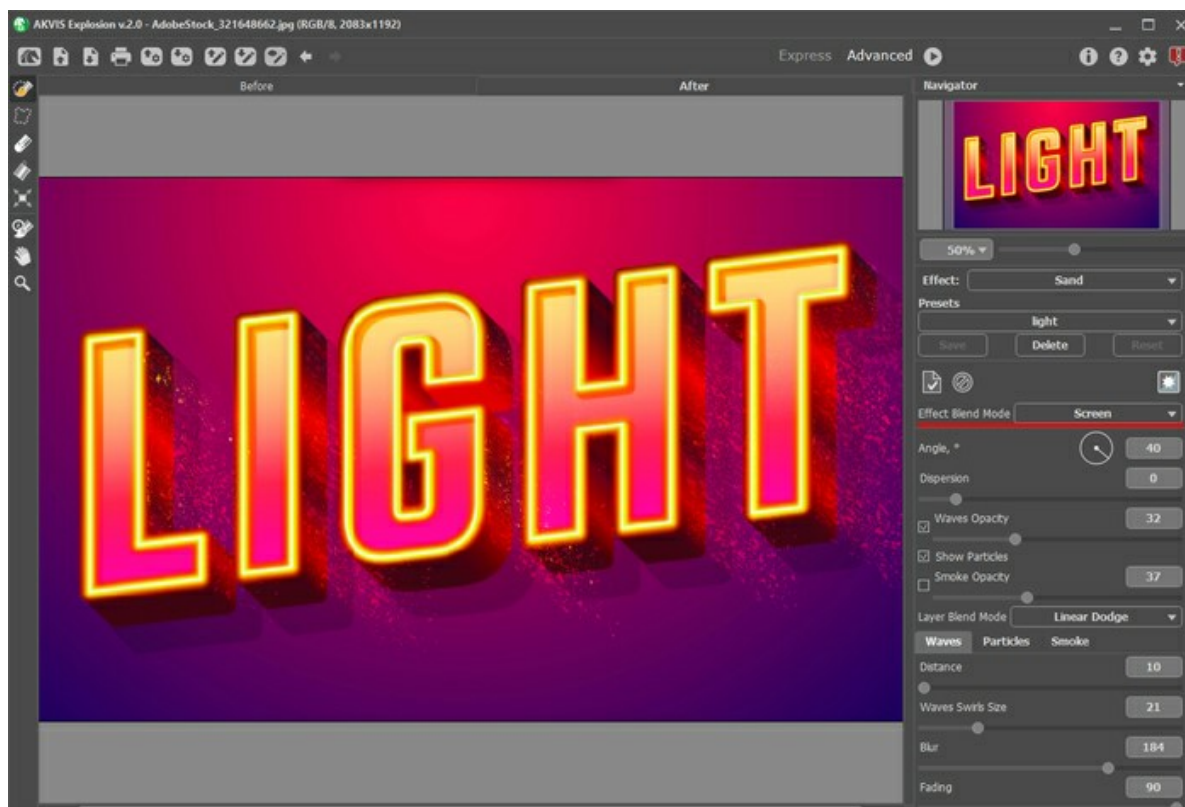 AKVIS Explosion v.2.0 - AdobeStock_321648662.jpg (RGB/8, 2083x1192)
Express Advanced
Before After
LIGHT
Navigator
LIGHT
50%
Effect: Sand
Presets
light
Save Delete Reset
Effect Blend Mode Screen
Angle, ° 40
Dispersion 0
Waves Opacity 32
Show Particles
Smoke Opacity 37
Layer Blend Mode Linear Dodge
Waves Particles Smoke
Distance 10
Waves Swirls Size 21
Blur 184
Fading 90